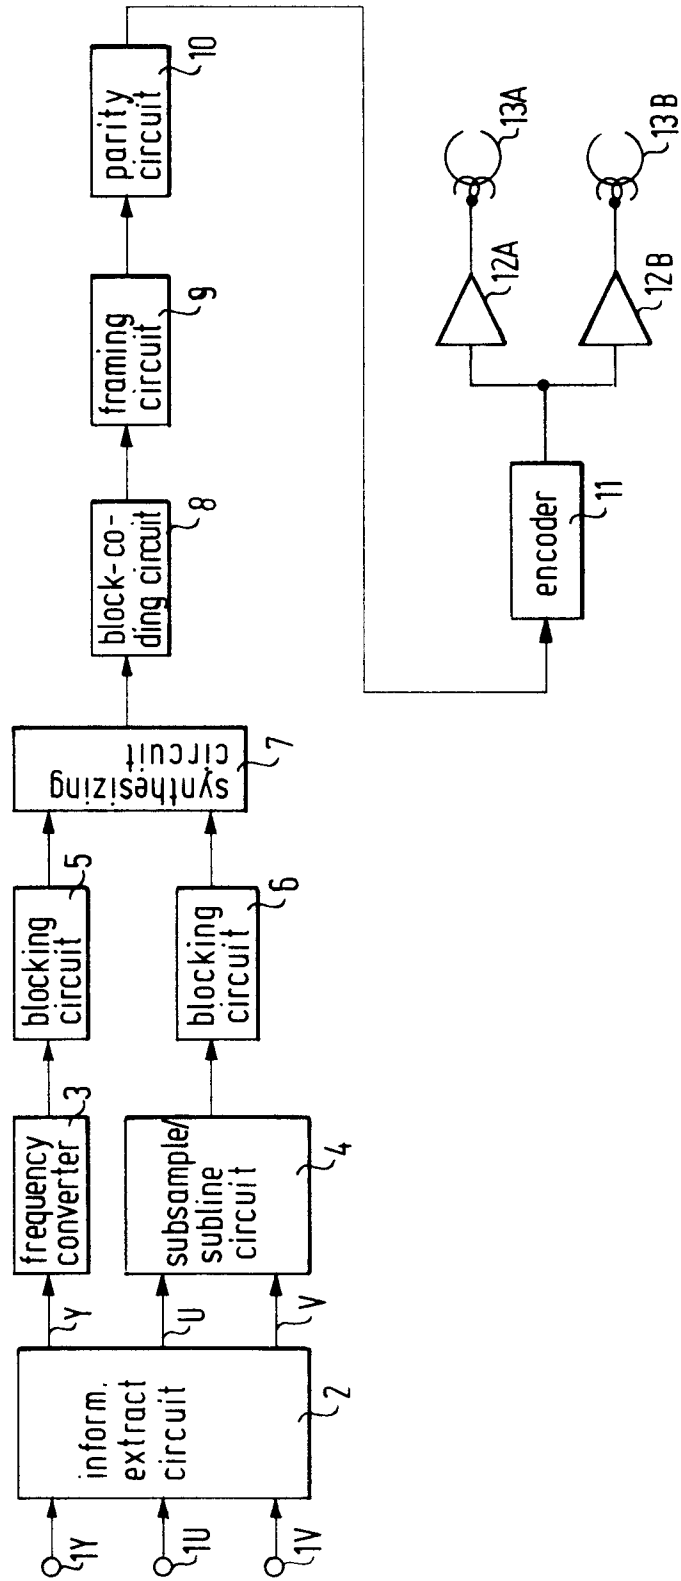 1Y
1U
1V
inform.
extract
circuit
2
Y
U
V
frequency
converter
3
subsample/
subline
circuit
4
blocking
circuit
5
blocking
circuit
6
synthesizing
circuit
7
block-co-
ding circuit
8
framing
circuit
9
parity
circuit
10
encoder
11
12A
12B
13A
13B